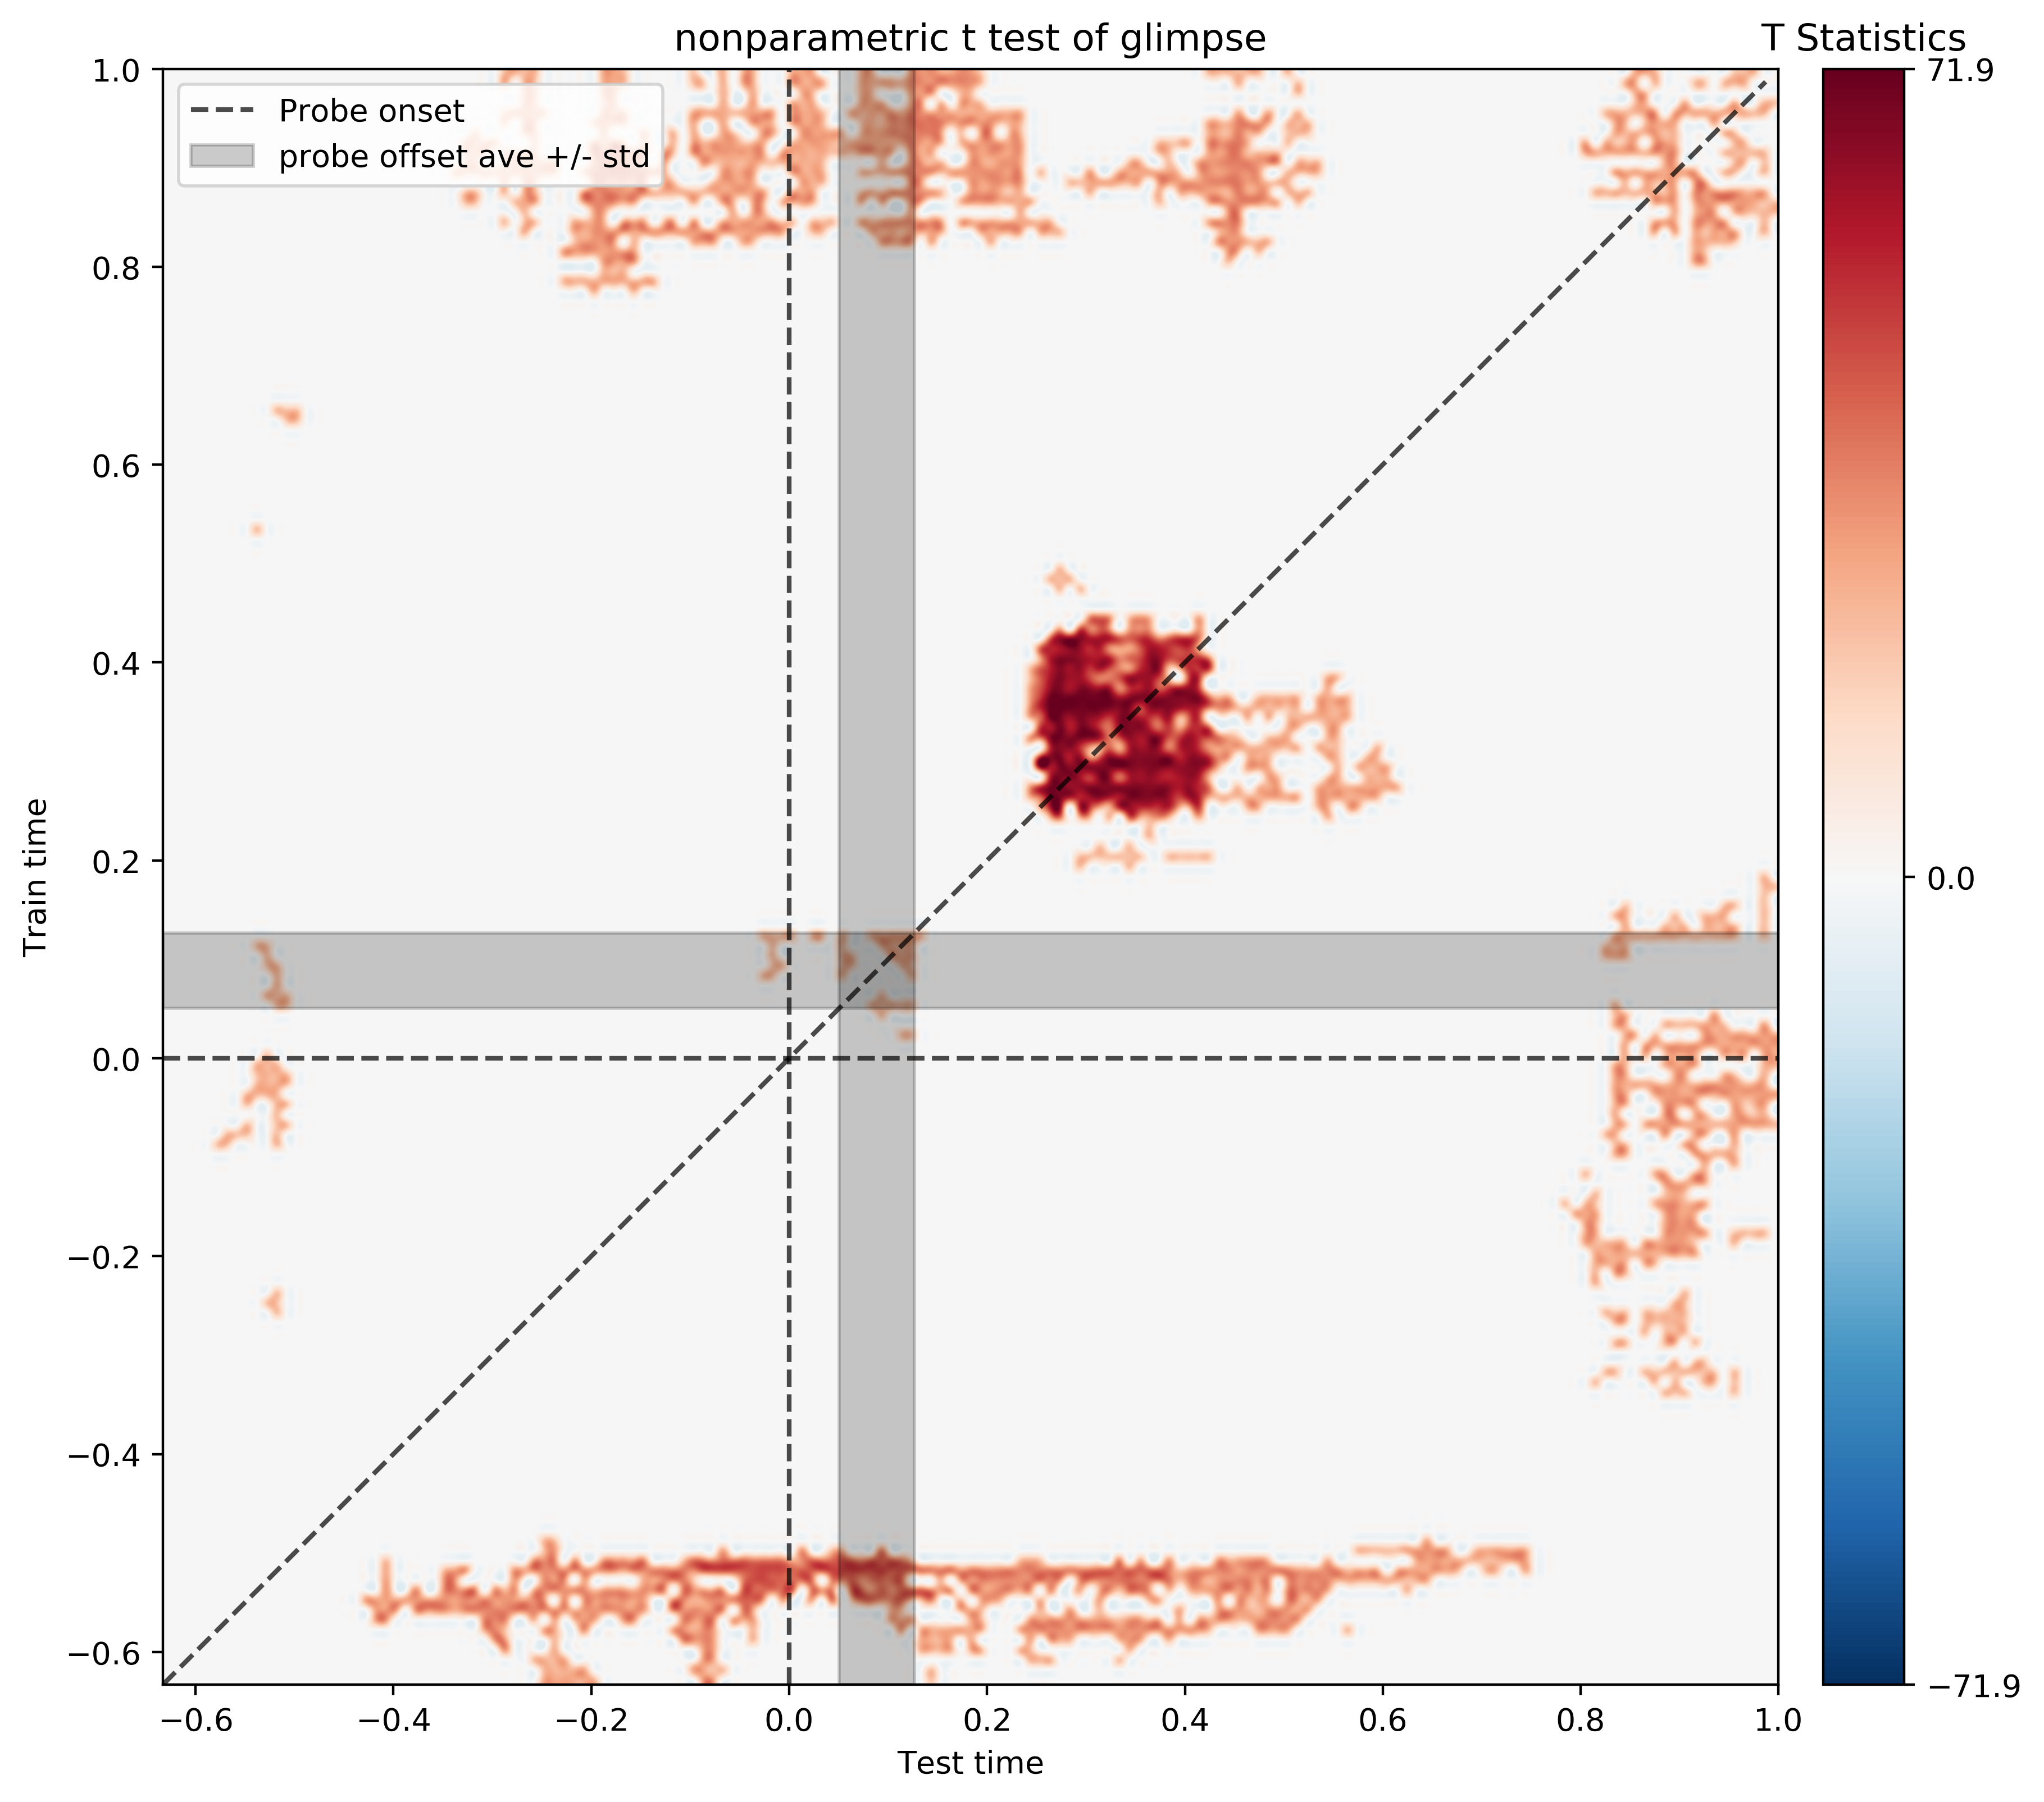 nonparametric t test of glimpse
T Statistics
Probe onset
probe offset ave +/- std
1.0
0.8
0.6
0.4
0.2
0.0
−0.2
−0.4
−0.6
Train time
−0.6 −0.4 −0.2 0.0 0.2 0.4 0.6 0.8 1.0
Test time
71.9
0.0
−71.9